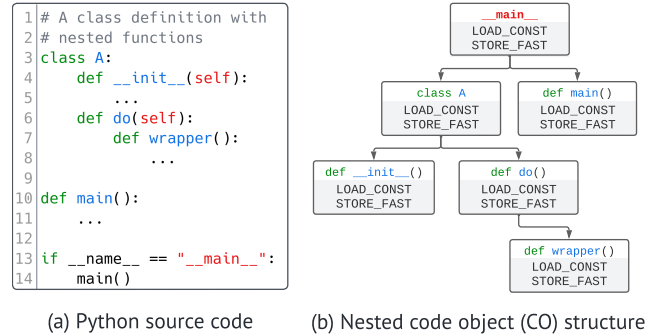 1 # A class definition with
2 # nested functions
3 class A:
4     def __init__(self):
5         ...
6     def do(self):
7         def wrapper():
8             ...
9
10 def main():
11     ...
12
13 if __name__ == "__main__":
14     main()
(a) Python source code
__main__
LOAD_CONST
STORE_FAST
class A
LOAD_CONST
STORE_FAST
def main()
LOAD_CONST
STORE_FAST
def __init__()
LOAD_CONST
STORE_FAST
def do()
LOAD_CONST
STORE_FAST
def wrapper()
LOAD_CONST
STORE_FAST
(b) Nested code object (CO) structure